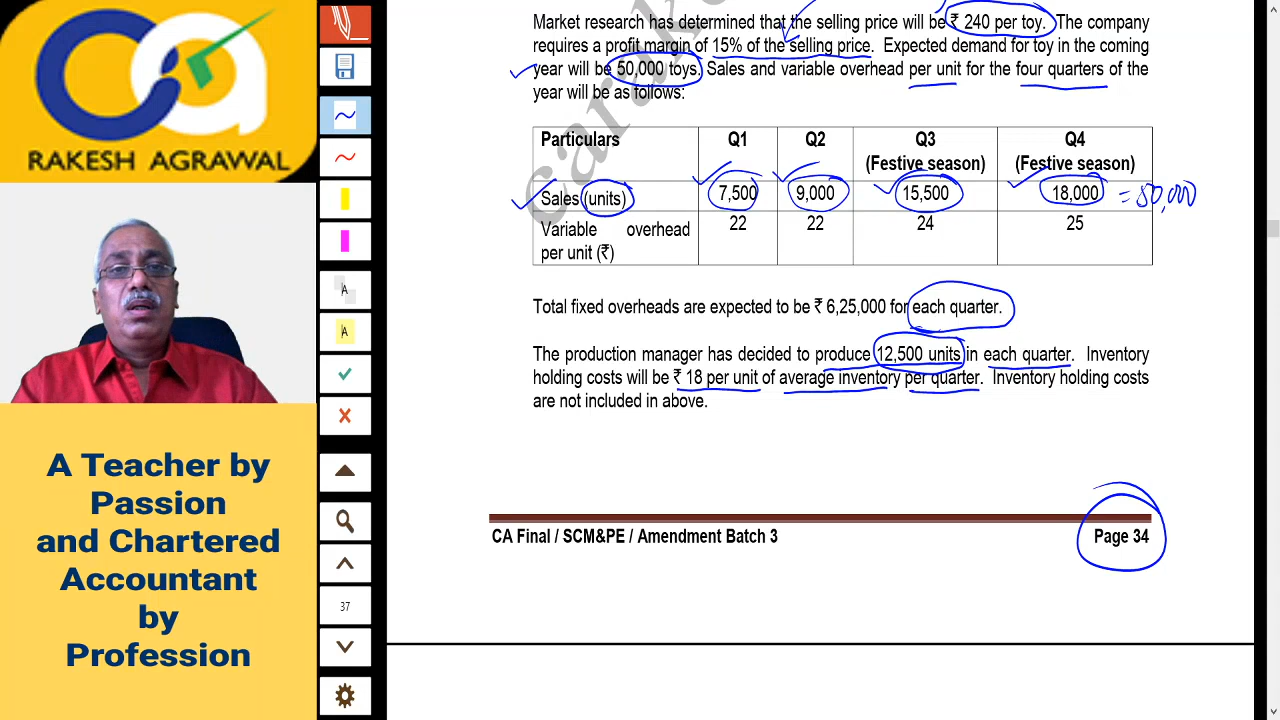 RAKESH AGRAWAL
A Teacher by
Passion
and Chartered
Accountant
by
Profession
A
A
37
Market research has determined that the selling price will be ₹ 240 per toy. The company
requires a profit margin of 15% of the selling price. Expected demand for toy in the coming
year will be 50,000 toys. Sales and variable overhead per unit for the four quarters of the
year will be as follows:
Particulars Q1 Q2 Q3 Q4
(Festive season) (Festive season)
Sales (units) 7,500 9,000 15,500 18,000 = 50,000
Variable overhead 22 22 24 25
per unit (₹)
Total fixed overheads are expected to be ₹ 6,25,000 for each quarter.
The production manager has decided to produce 12,500 units in each quarter. Inventory
holding costs will be ₹ 18 per unit of average inventory per quarter. Inventory holding costs
are not included in above.
CA Final / SCM&PE / Amendment Batch 3 Page 34